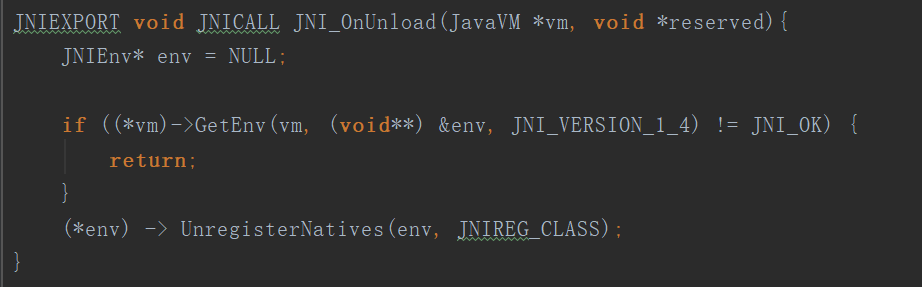 JNIEXPORT void JNICALL JNI_OnUnload(JavaVM *vm, void *reserved){
    JNIEnv* env = NULL;

    if ((*vm)->GetEnv(vm, (void**) &env, JNI_VERSION_1_4) != JNI_OK) {
        return;
    }
    (*env) -> UnregisterNatives(env, JNIREG_CLASS);
}